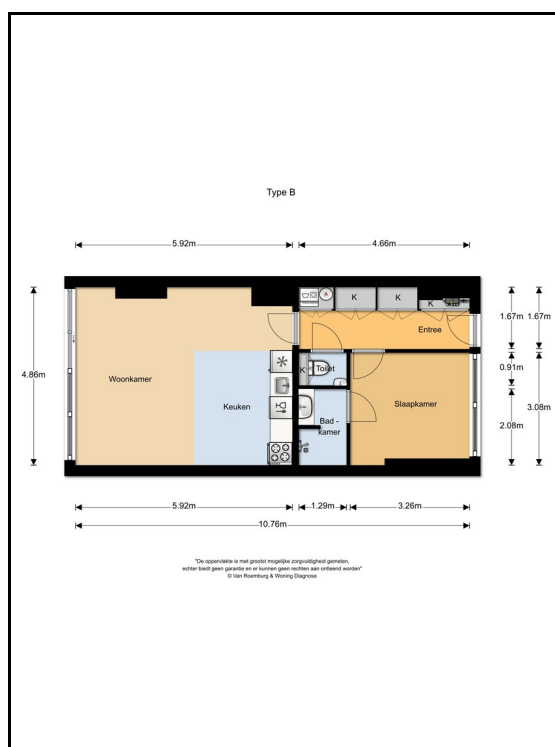 Type B
5.92m
4.66m
4.86m
1.67m
1.67m
0.91m
3.08m
2.08m
K
K
K
Entree
K
Toilet
Woonkamer
Keuken
Slaapkamer
Bad -
kamer
5.92m
1.29m
3.26m
10.76m
"De oppervlakte is met grootst mogelijke zorgvuldigheid gemeten,
echter biedt geen garantie en er kunnen geen rechten aan ontleend worden"
© Van Roemburg & Woning Diagnose